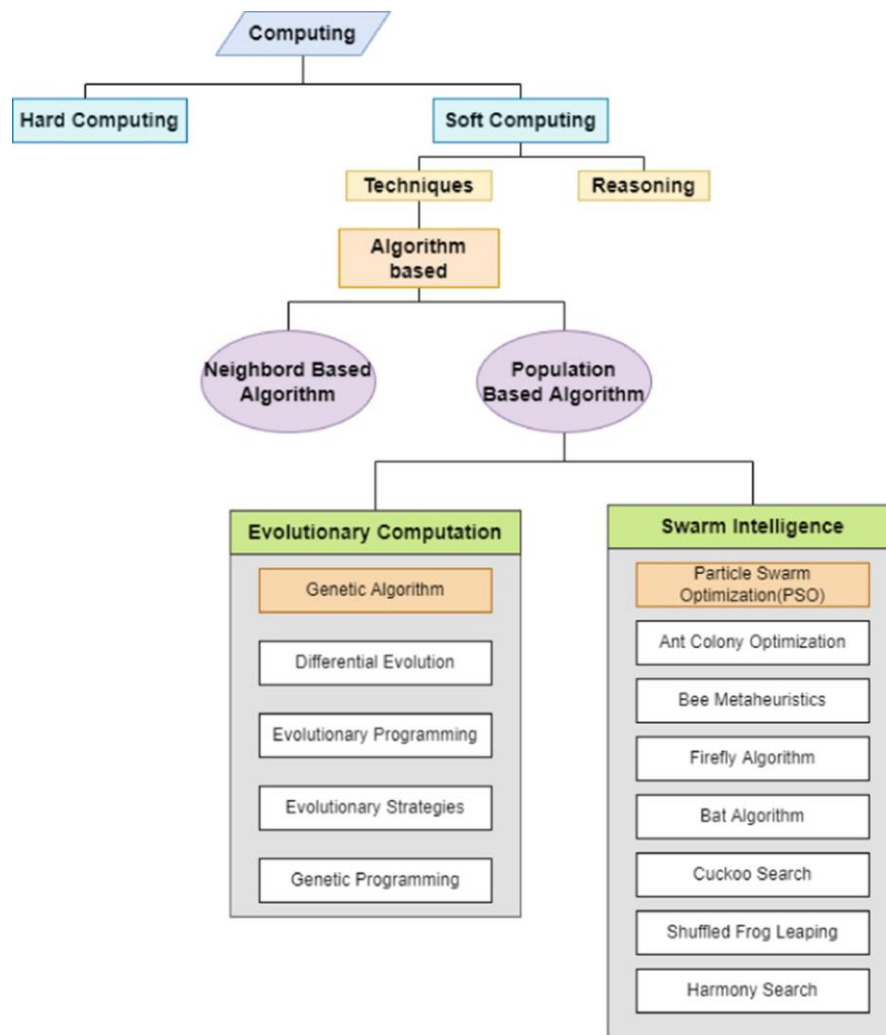 Computing
Hard Computing
Soft Computing
Techniques
Reasoning
Algorithm
based
Neighbord Based
Algorithm
Population
Based Algorithm
Evolutionary Computation
Genetic Algorithm
Differential Evolution
Evolutionary Programming
Evolutionary Strategies
Genetic Programming
Swarm Intelligence
Particle Swarm
Optimization(PSO)
Ant Colony Optimization
Bee Metaheuristics
Firefly Algorithm
Bat Algorithm
Cuckoo Search
Shuffled Frog Leaping
Harmony Search